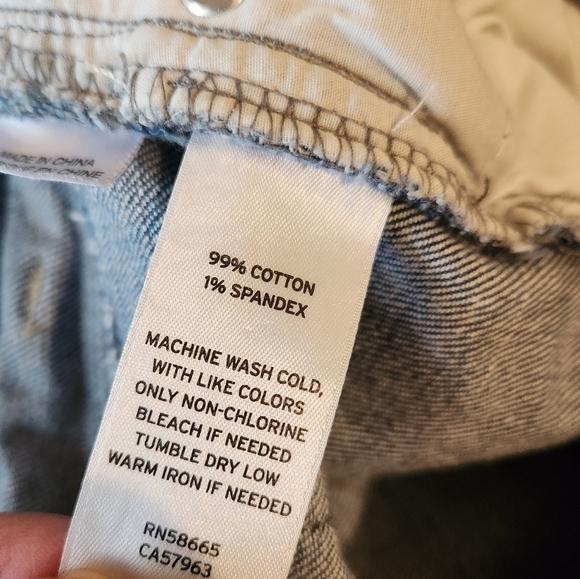 MADE IN CHINA
99% COTTON
1% SPANDEX
MACHINE WASH COLD,
WITH LIKE COLORS
ONLY NON-CHLORINE
BLEACH IF NEEDED
TUMBLE DRY LOW
WARM IRON IF NEEDED
RN58665
CA57963